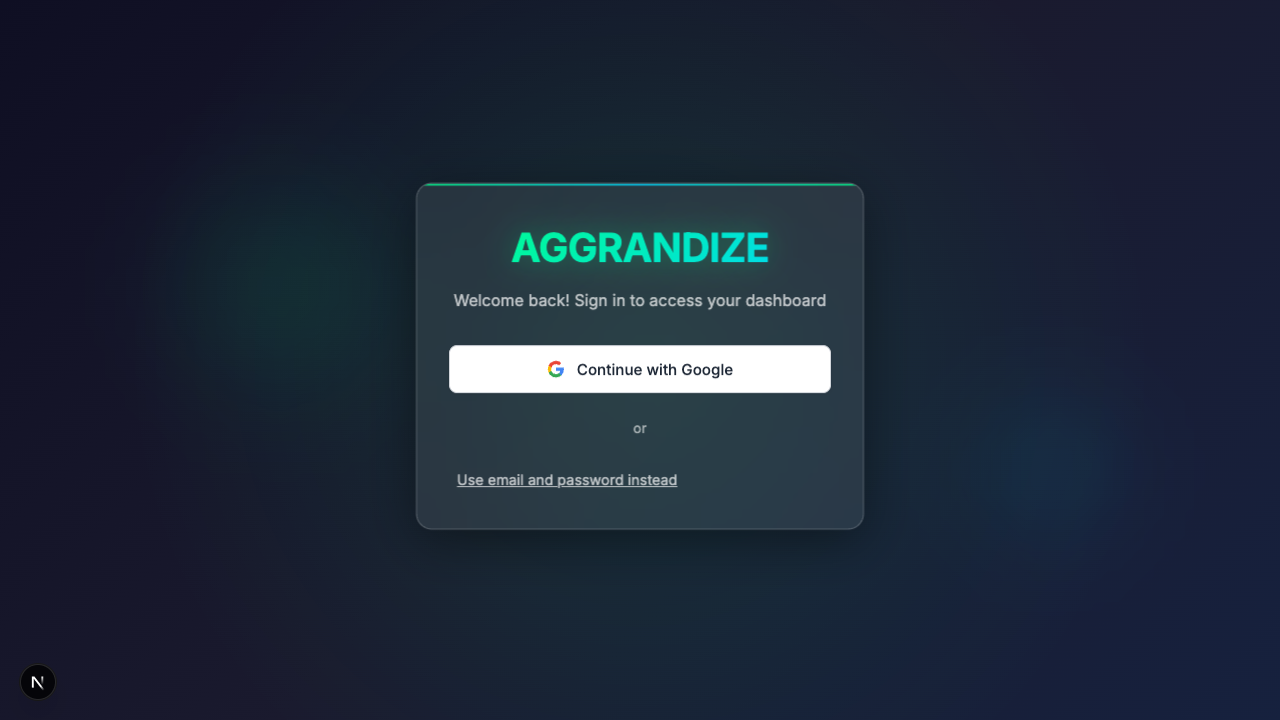 AGGRANDIZE
Welcome back! Sign in to access your dashboard
Continue with Google
or
Use email and password instead
N